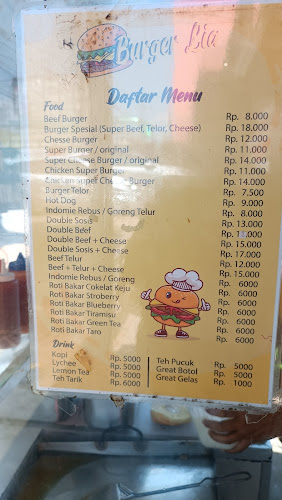 Burger Lia
Daftar Menu
Food
Beef Burger Rp. 8.000
Burger Spesial (Super Beef, Telor, Cheese) Rp. 18.000
Chesse Burger Rp. 12.000
Super Burger / original Rp. 11.000
Super Cheese Burger / original Rp. 14.000
Chicken Super Burger Rp. 11.000
Chicken Super Cheese Burger Rp. 14.000
Burger Telor Rp. 7.500
Hot Dog Rp. 9.000
Indomie Rebus / Goreng Telur Rp. 8.000
Double Sosis Rp. 13.000
Double Beef Rp.
Double Beef + Cheese Rp. 15.000
Rp. 17.000
Beef Telur Rp. 12.000
Beef + Telur + Cheese Rp. 15.000
Indomie Rebus / Goreng Rp. 6000
Roti Bakar Cokelat Keju Rp. 6000
Roti Bakar Stroberry Rp. 6000
Roti Bakar Blueberry Rp. 6000
Roti Bakar Tiramisu Rp. 6000
Roti Bakar Green Tea Rp. 6000
Roti Bakar Taro Rp. 6000
Drink
Kopi Rp. 5000
Lychee Rp. 5000
Lemon Tea Rp. 5000
Teh Tarik Rp. 6000
Teh Pucuk Rp. 5000
Great Botol Rp. 5000
Great Gelas Rp. 1000